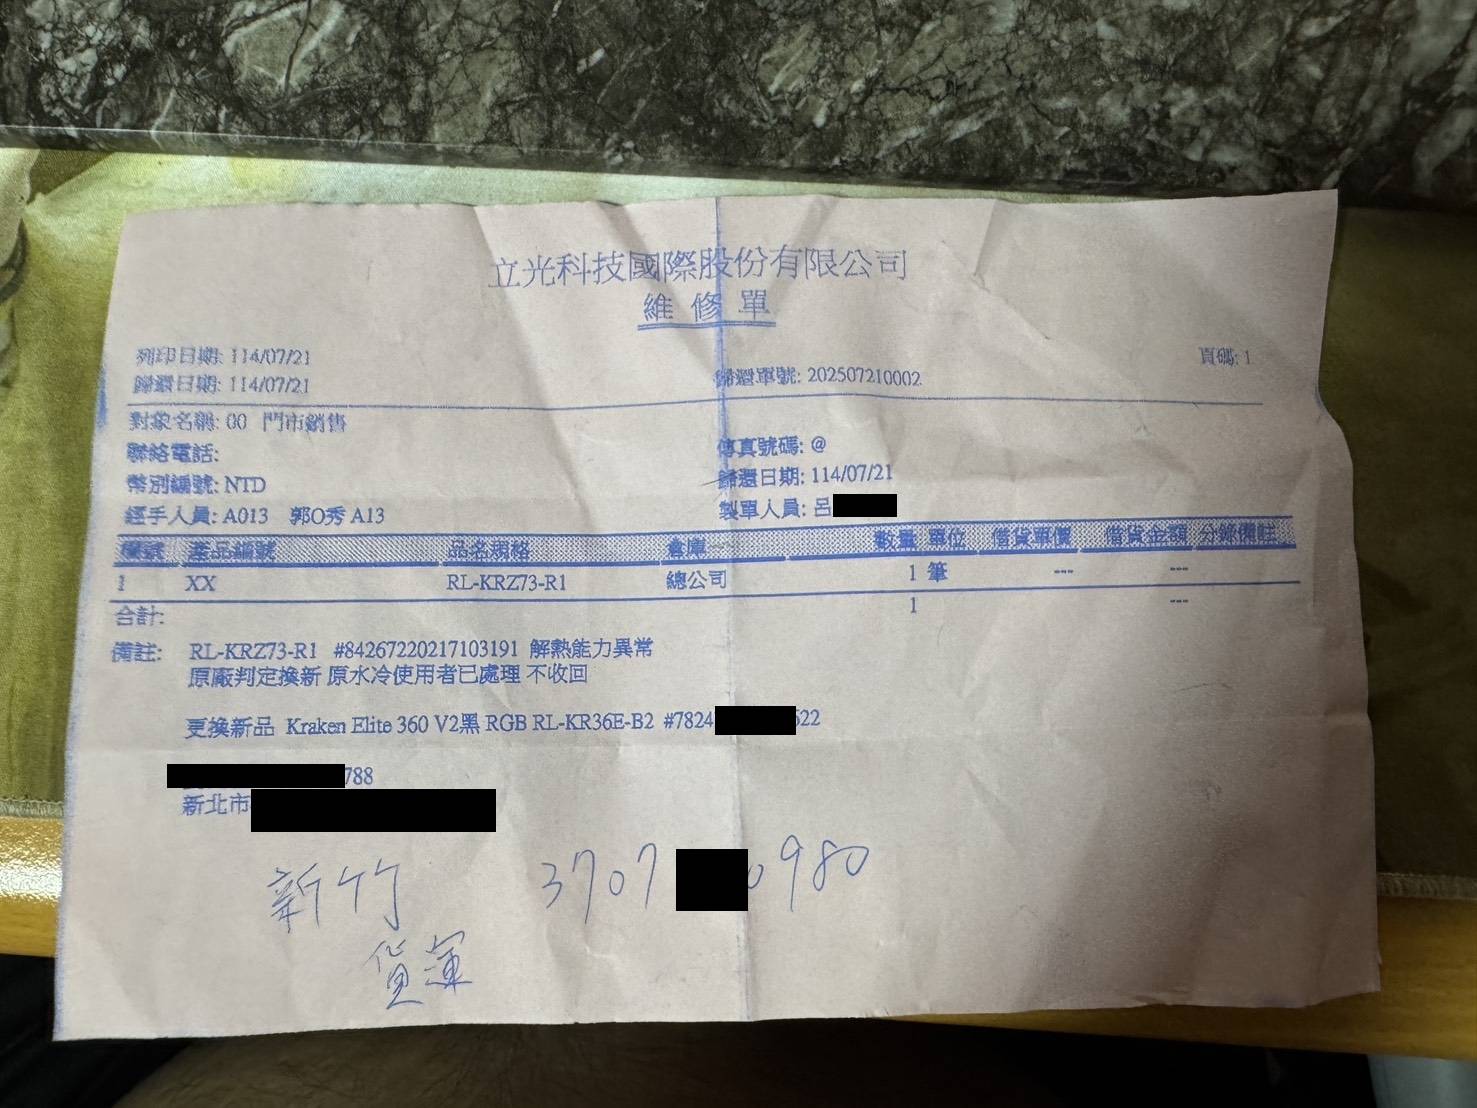 立光科技國際股份有限公司
維修單
列印日期: 114/07/21
頁碼: 1
歸還日期: 114/07/21
歸還單號: 202507210002
對象名稱: 00 門市銷售
聯絡電話:
傳真號碼: @
幣別編號: NTD
歸還日期: 114/07/21
經手人員: A013 郭O秀 A13
製單人員: 呂
欄號 產品編號 品名規格 倉庫 數量 單位 借貨單價 借貨金額 分錄備註
1 XX RL-KRZ73-R1 總公司 1 筆 --- ---
合計: 1 ---
備註: RL-KRZ73-R1 #84267220217103191 解熱能力異常
原廠判定換新 原水冷使用者已處理 不收回
更換新品 Kraken Elite 360 V2黑 RGB RL-KR36E-B2 #7824 522
788
新北市
新竹 3707 0980
貨運